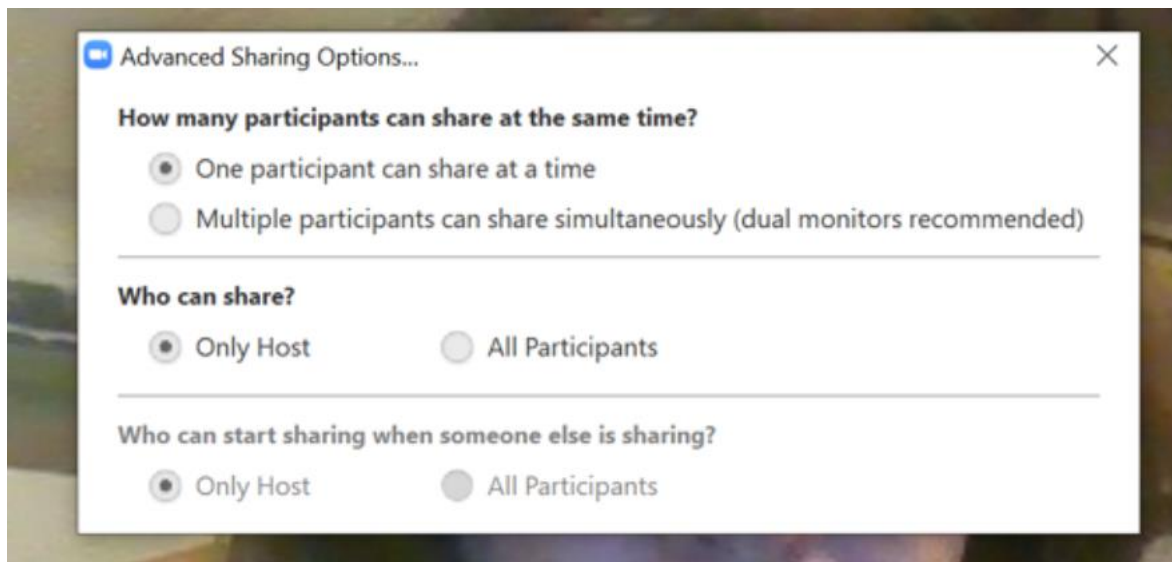 Advanced Sharing Options...
How many participants can share at the same time?
One participant can share at a time
Multiple participants can share simultaneously (dual monitors recommended)
Who can share?
Only Host All Participants
Who can start sharing when someone else is sharing?
Only Host All Participants